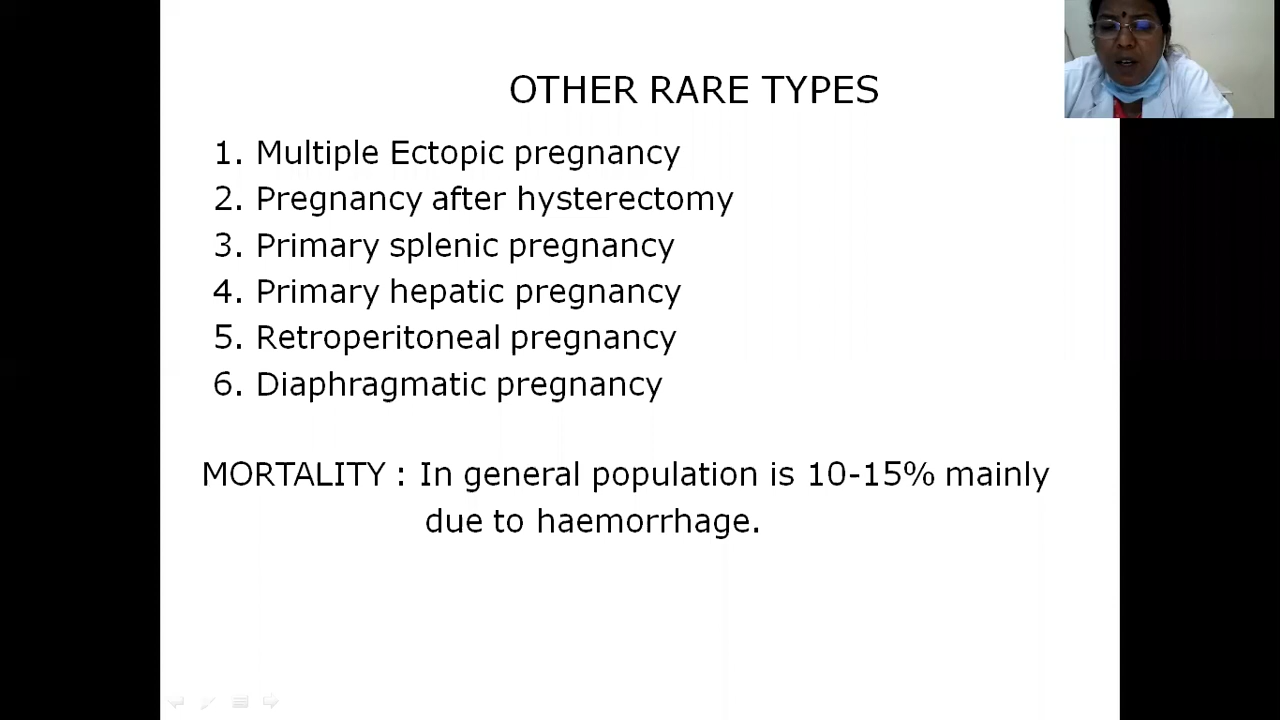 OTHER RARE TYPES
1. Multiple Ectopic pregnancy
2. Pregnancy after hysterectomy
3. Primary splenic pregnancy
4. Primary hepatic pregnancy
5. Retroperitoneal pregnancy
6. Diaphragmatic pregnancy
MORTALITY : In general population is 10-15% mainly
due to haemorrhage.